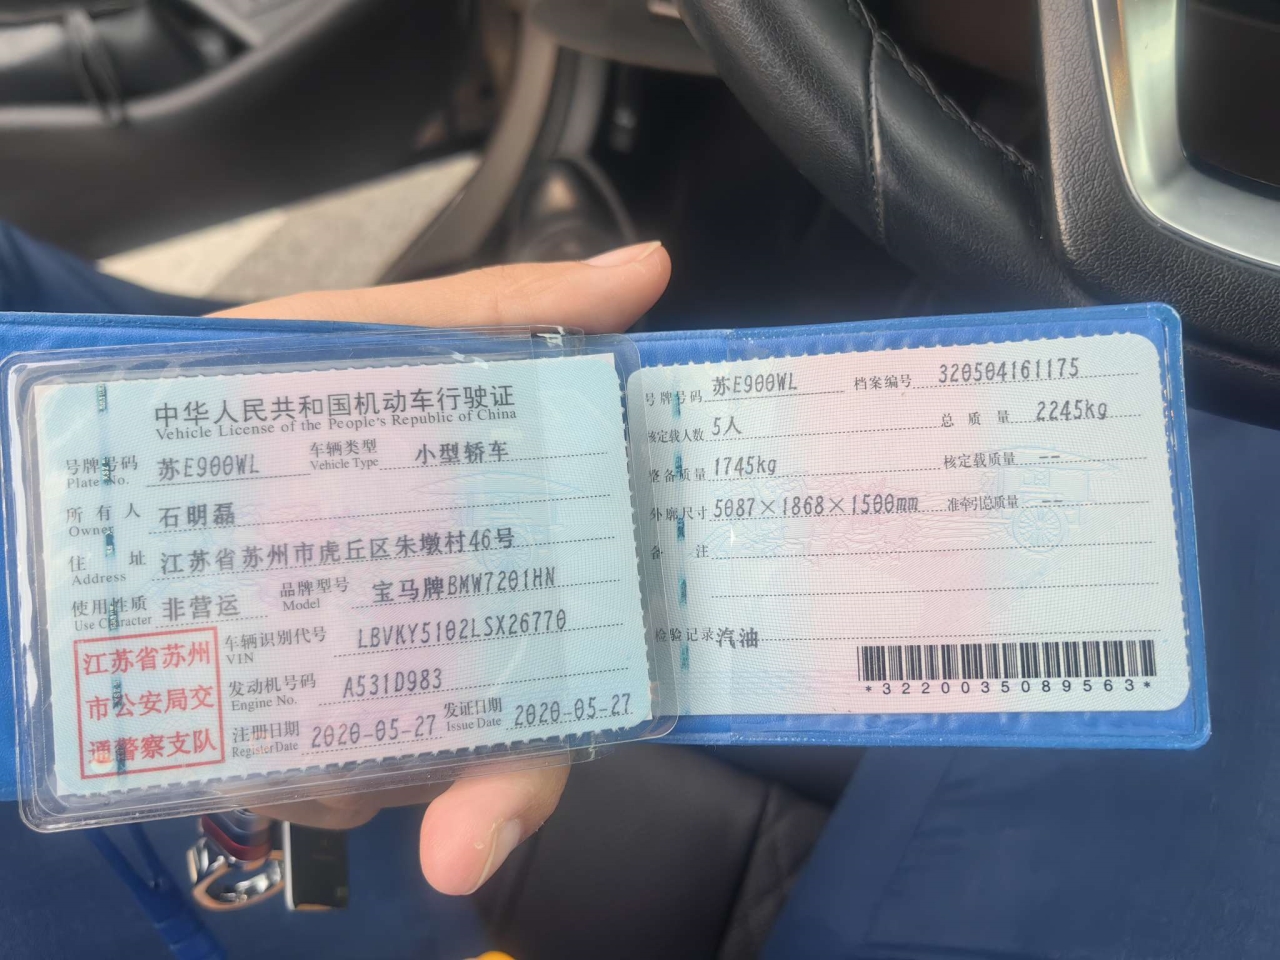 中华人民共和国机动车行驶证
Vehicle License of the People's Republic of China
号牌号码 苏E900WL 车辆类型 小型轿车
Plate No. Vehicle Type
所有人 石明磊
Owner
住址 江苏省苏州市虎丘区朱墩村46号
Address
使用性质 非营运 品牌型号 宝马牌BMW7201HN
Use Character Model
江苏省苏州
市公安局交
通警察支队
车辆识别代号 LBVKY5102LSX26770
VIN
发动机号码 A531D983
Engine No.
注册日期 2020-05-27 发证日期 2020-05-27
Register Date Issue Date
号牌号码 苏E900WL 档案编号 320504161175
核定载人数 5人 总质量 2245kg
整备质量 1745kg 核定载质量 --
外廓尺寸 5087×1868×1500mm 准牵引总质量 --
备注
检验记录 汽油
*3220035089563*